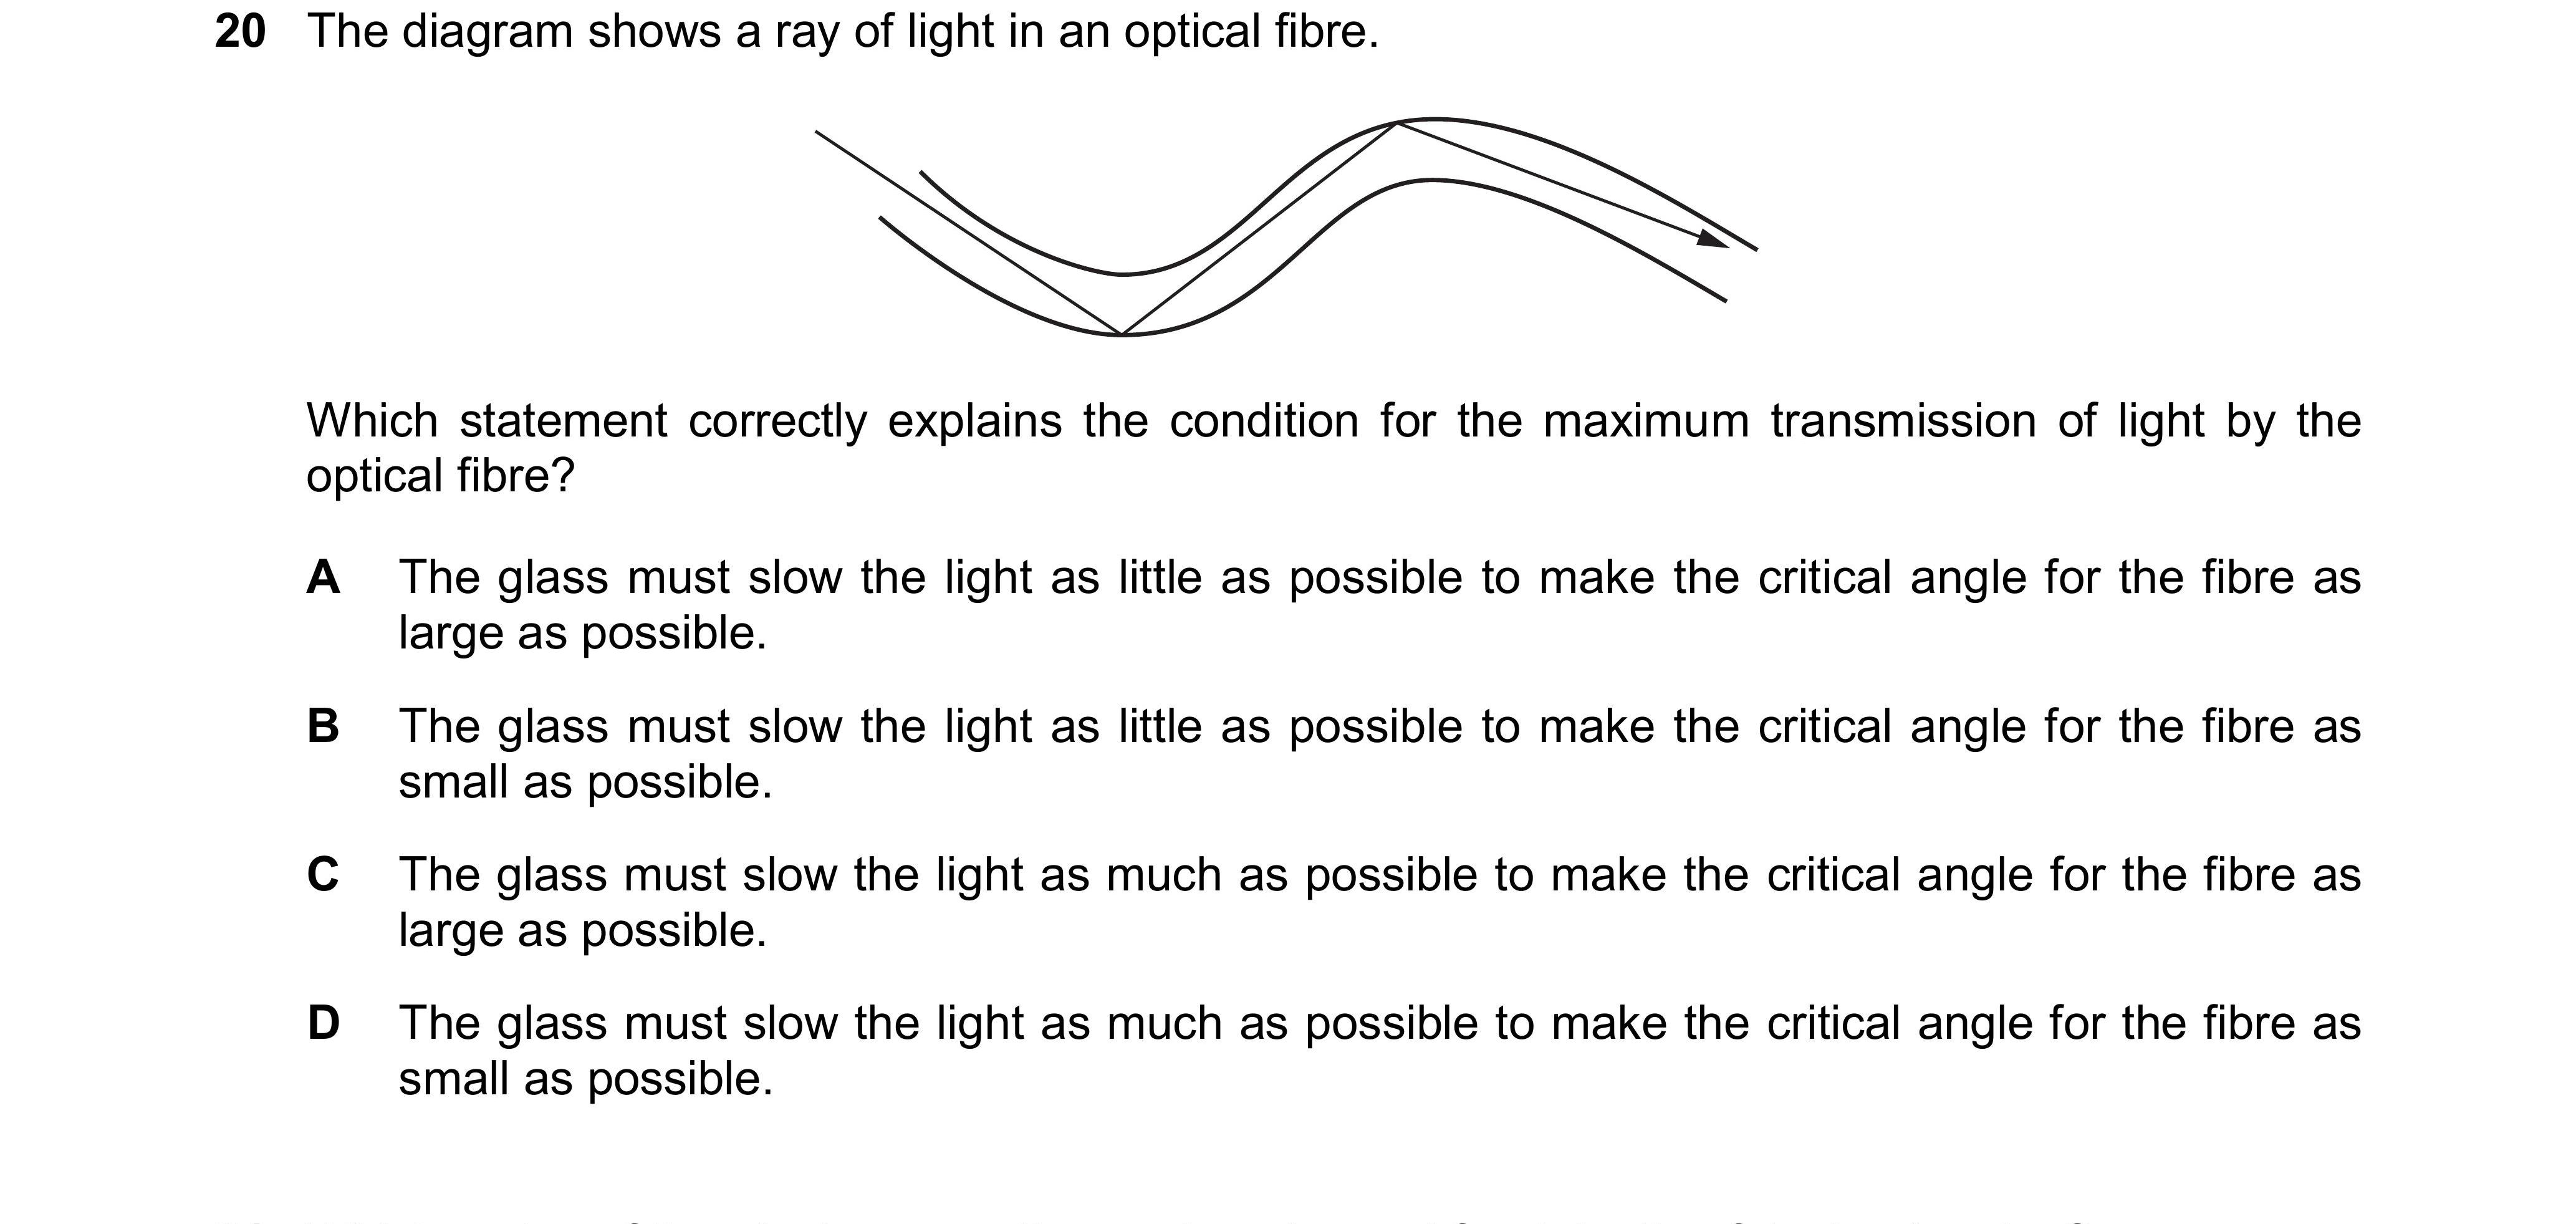 20 The diagram shows a ray of light in an optical fibre.
Which statement correctly explains the condition for the maximum transmission of light by the
optical fibre?
A The glass must slow the light as little as possible to make the critical angle for the fibre as
large as possible.
B The glass must slow the light as little as possible to make the critical angle for the fibre as
small as possible.
C The glass must slow the light as much as possible to make the critical angle for the fibre as
large as possible.
D The glass must slow the light as much as possible to make the critical angle for the fibre as
small as possible.